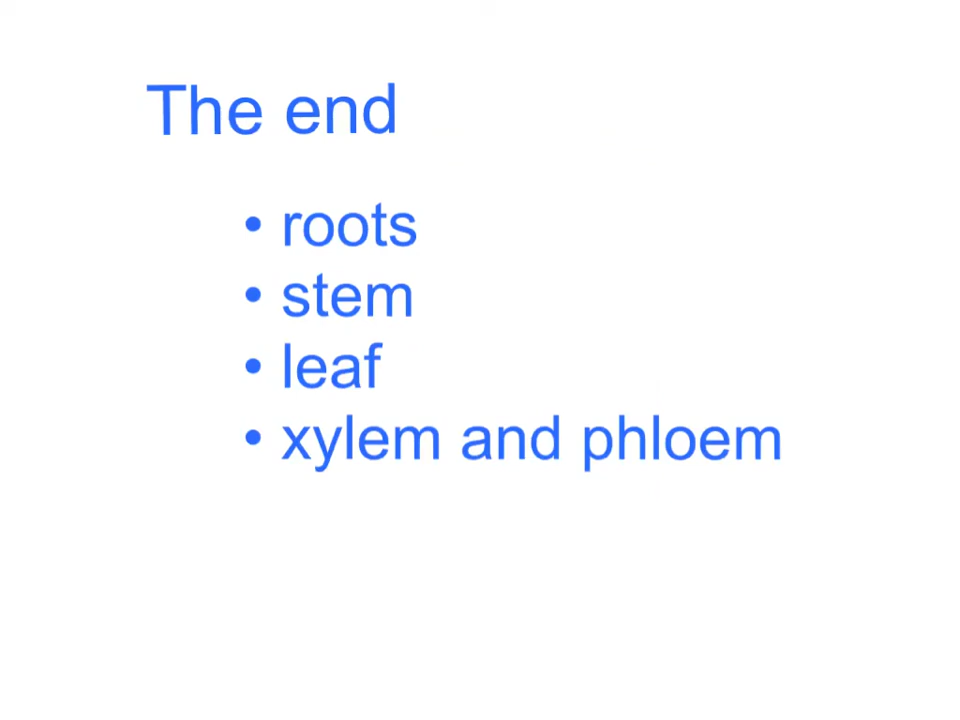 The end
• roots
• stem
• leaf
• xylem and phloem